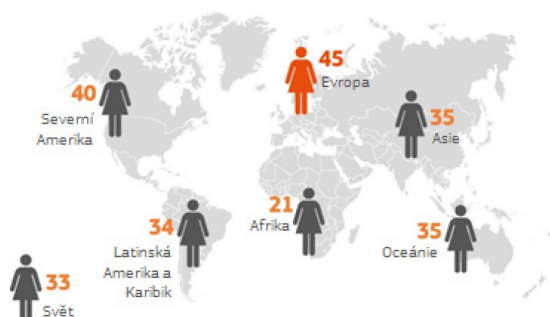 45
Evropa
40
Severní
Amerika
35
Asie
21
Afrika
34
Latinská
Amerika a
Karibik
35
Oceánie
33
Svět